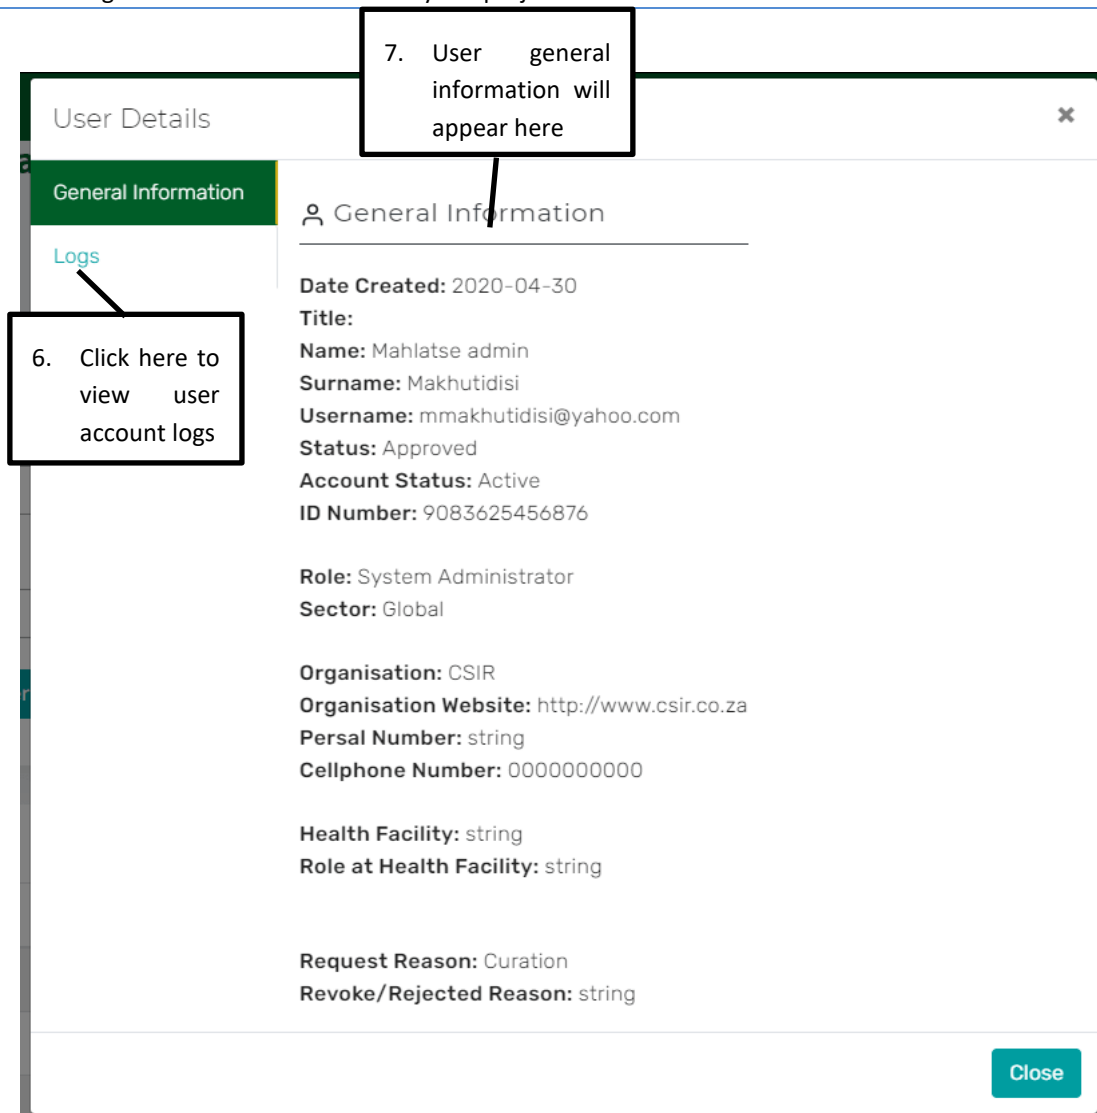 7. User general
information will
appear here
User Details
General Information
Logs
6. Click here to
view user
account logs
General Information
Date Created: 2020-04-30
Title:
Name: Mahlatse admin
Surname: Makhutidisi
Username: mmakhutidisi@yahoo.com
Status: Approved
Account Status: Active
ID Number: 9083625456876
Role: System Administrator
Sector: Global
Organisation: CSIR
Organisation Website: http://www.csir.co.za
Persal Number: string
Cellphone Number: 0000000000
Health Facility: string
Role at Health Facility: string
Request Reason: Curation
Revoke/Rejected Reason: string
Close